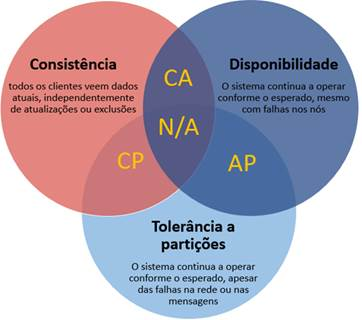 Consistência
todos os clientes veem dados
atuais, independentemente
de atualizações ou exclusões
CA
Disponibilidade
O sistema continua a operar
conforme o esperado, mesmo
com falhas nos nós
N/A
CP
AP
Tolerância a
partições
O sistema continua a operar
conforme o esperado, apesar
das falhas na rede ou nas
mensagens